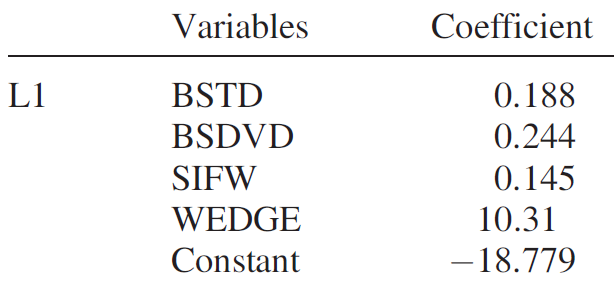 Variables Coefficient
L1 BSTD 0.188
BSDVD 0.244
SIFW 0.145
WEDGE 10.31
Constant −18.779